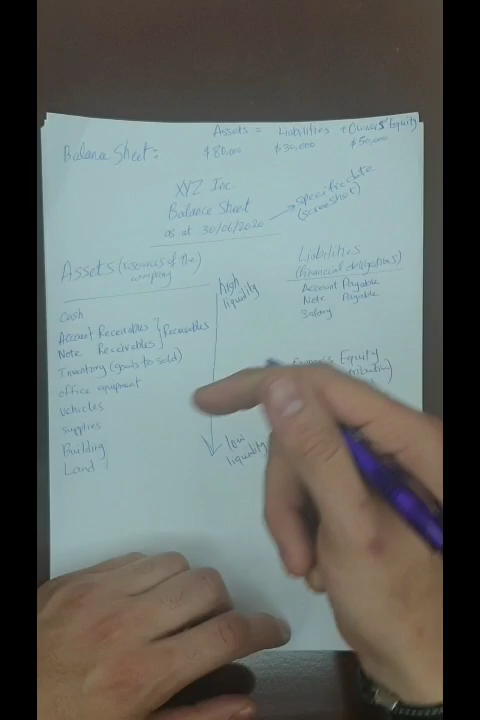 Assets = Liabilities + Owners' Equity
Balance Sheet: $80,000 $30,000 $50,000
XYZ Inc.
Balance Sheet
as at 30/06/2020
specific date
(screeshot)
Assets (resources of the
company)
Cash
Account Receivables
Note Receivables
} Receivables
Inventory (goods to sold)
office equipment
vehicles
supplies
Building
Land
high
liquidity
low
liquidity
Liabilities
(financial obligations)
Account Payable
Note Payable
Salary
Equity